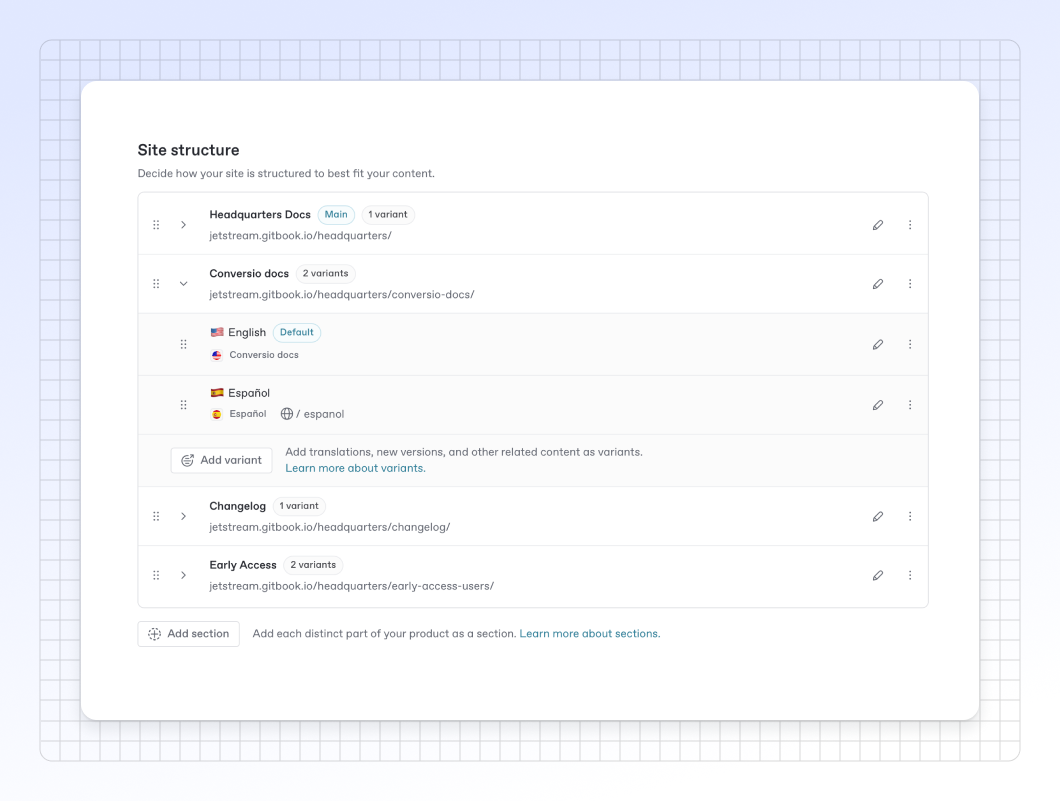 Site structure
Decide how your site is structured to best fit your content.
Headquarters Docs Main 1 variant
jetstream.gitbook.io/headquarters/
Conversio docs 2 variants
jetstream.gitbook.io/headquarters/conversio-docs/
English Default
Conversio docs
Español
Español / espanol
Add variant
Add translations, new versions, and other related content as variants.
Learn more about variants.
Changelog 1 variant
jetstream.gitbook.io/headquarters/changelog/
Early Access 2 variants
jetstream.gitbook.io/headquarters/early-access-users/
Add section Add each distinct part of your product as a section. Learn more about sections.